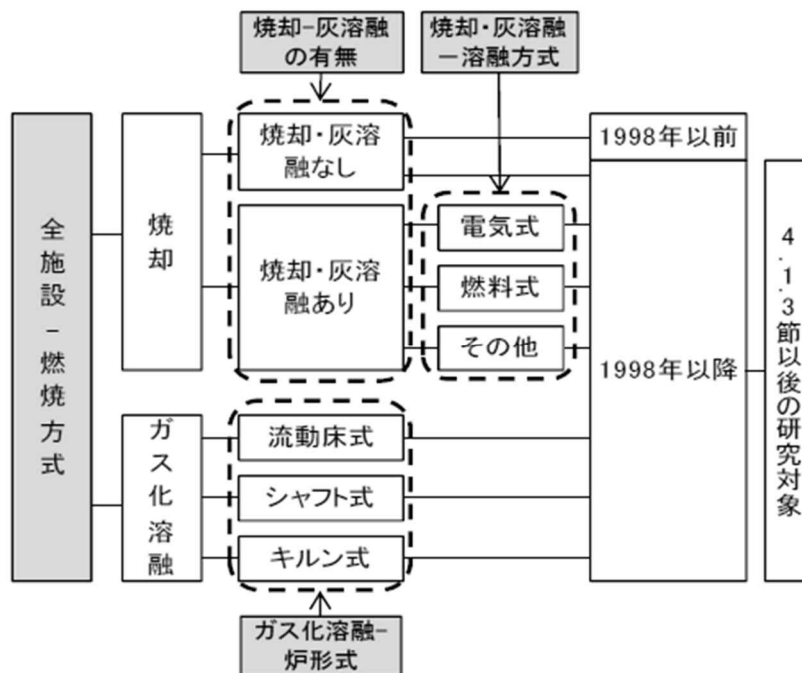 焼却-灰溶融
の有無
焼却・灰溶融
－溶融方式
全施設-燃焼方式
焼却
焼却・灰溶
融なし
焼却・灰溶
融あり
電気式
燃料式
その他
1998年以前
1998年以降
4.1.3節以後の研究対象
ガス化溶融
流動床式
シャフト式
キルン式
ガス化溶融-
炉形式